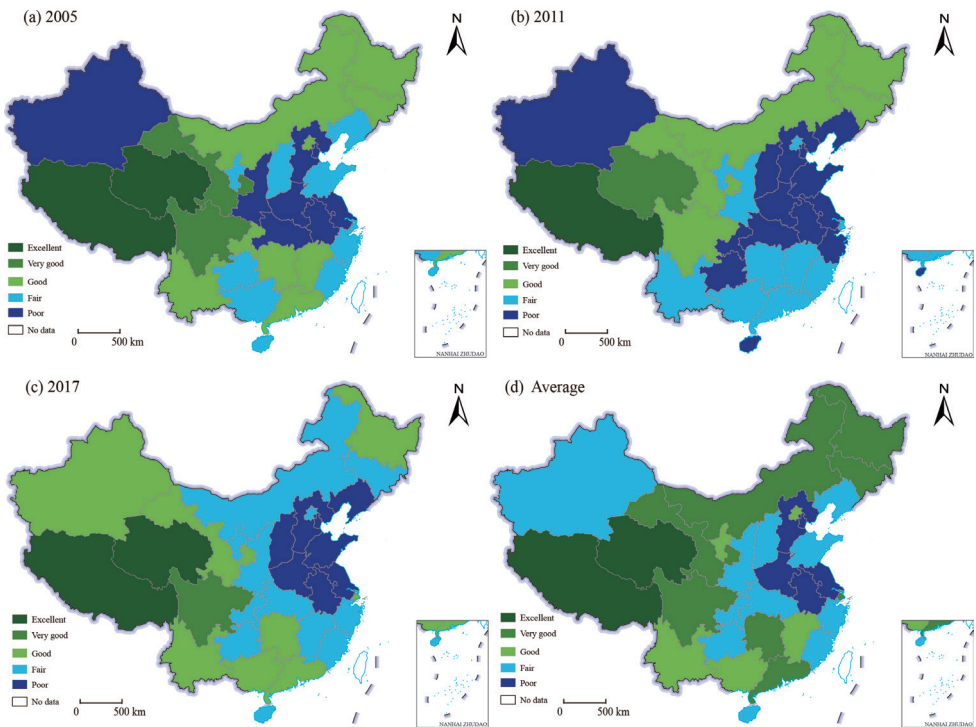 (a) 2005
N
Excellent
Very good
Good
Fair
Poor
No data
0 500 km
NANHAI ZHUDAO
(b) 2011
N
Excellent
Very good
Good
Fair
Poor
No data
0 500 km
NANHAI ZHUDAO
(c) 2017
N
Excellent
Very good
Good
Fair
Poor
No data
0 500 km
NANHAI ZHUDAO
(d) Average
N
Excellent
Very good
Good
Fair
Poor
No data
0 500 km
NANHAI ZHUDAO